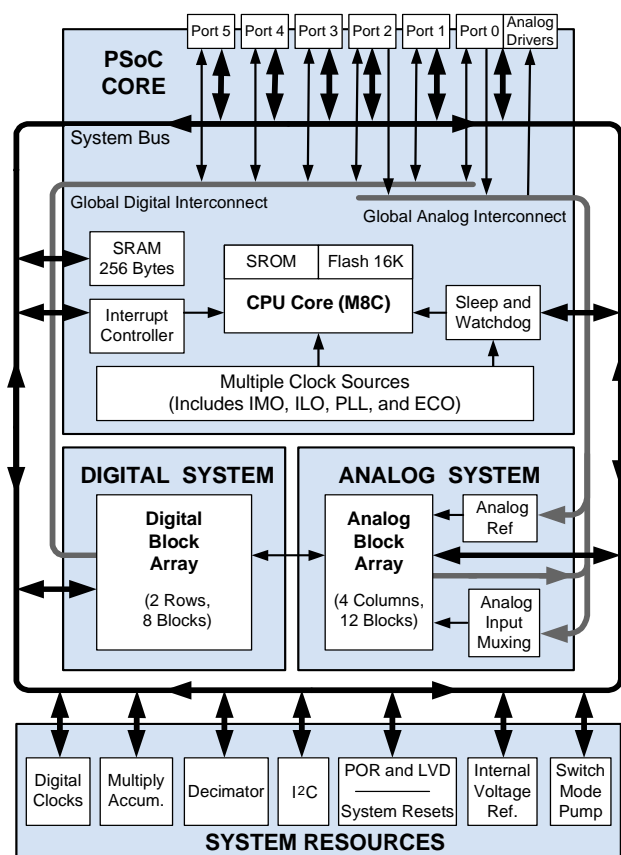 Port 5
Port 4
Port 3
Port 2
Port 1
Port 0
Analog
Drivers
PSoC
CORE
System Bus
Global Digital Interconnect
Global Analog Interconnect
SRAM
256 Bytes
SROM
Flash 16K
CPU Core (M8C)
Interrupt
Controller
Sleep and
Watchdog
Multiple Clock Sources
(Includes IMO, ILO, PLL, and ECO)
DIGITAL SYSTEM
ANALOG SYSTEM
Digital
Block
Array
(2 Rows,
8 Blocks)
Analog
Block
Array
(4 Columns,
12 Blocks)
Analog
Ref
Analog
Input
Muxing
Digital
Clocks
Multiply
Accum.
Decimator
I2C
POR and LVD
System Resets
Internal
Voltage
Ref.
Switch
Mode
Pump
SYSTEM RESOURCES